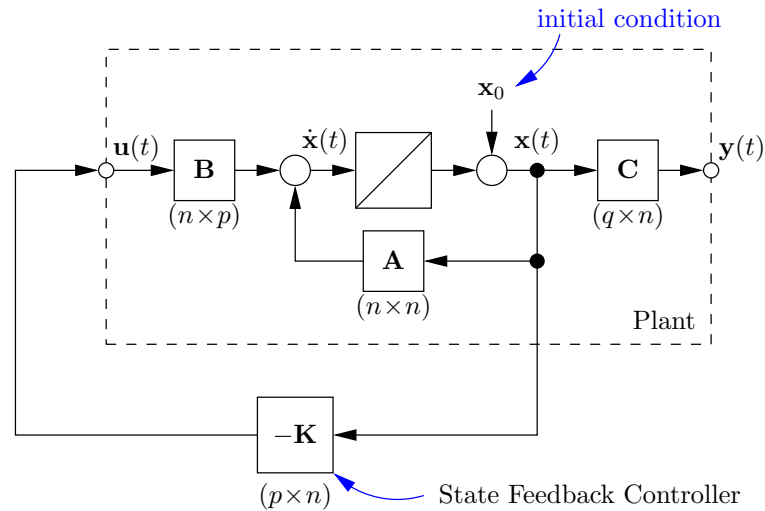 initial condition
𝐱₀
𝐮(t)
𝐁
(n×p)
𝐱̇(t)
𝐱(t)
𝐂
(q×n)
𝐲(t)
𝐀
(n×n)
Plant
−𝐊
(p×n)
State Feedback Controller